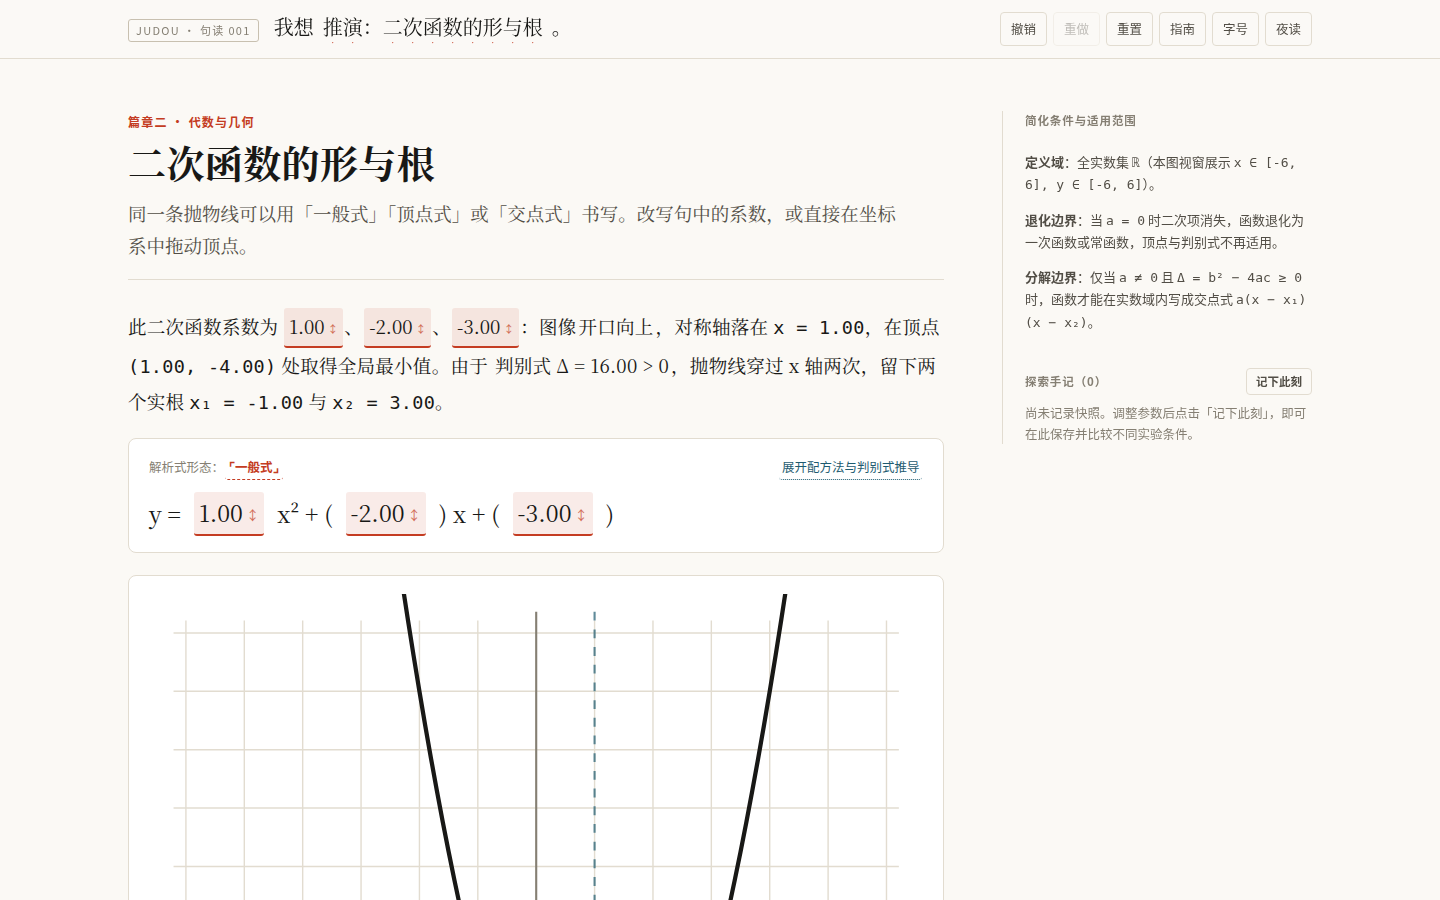 JUDOU · 句读 001 我想 推演：二次函数的形与根 。
撤销 重做 重置 指南 字号 夜读
篇章二 · 代数与几何
二次函数的形与根
同一条抛物线可以用「一般式」「顶点式」或「交点式」书写。改写句中的系数，或直接在坐标
系中拖动顶点。
此二次函数系数为 1.00 ↕、-2.00 ↕、-3.00 ↕：图像开口向上，对称轴落在 x = 1.00，在顶点
(1.00, -4.00) 处取得全局最小值。由于 判别式 Δ = 16.00 > 0，抛物线穿过 x 轴两次，留下两
个实根 x₁ = -1.00 与 x₂ = 3.00。
解析式形态：「一般式」
展开配方法与判别式推导
y = 1.00 ↕ x² + ( -2.00 ↕ ) x + ( -3.00 ↕ )
简化条件与适用范围
定义域：全实数集 ℝ（本图视窗展示 x ∈ [-6,
6], y ∈ [-6, 6]）。
退化边界：当 a = 0 时二次项消失，函数退化为
一次函数或常函数，顶点与判别式不再适用。
分解边界：仅当 a ≠ 0 且 Δ = b² − 4ac ≥ 0
时，函数才能在实数域内写成交点式 a(x − x₁)
(x − x₂)。
探索手记（0） 记下此刻
尚未记录快照。调整参数后点击「记下此刻」，即可
在此保存并比较不同实验条件。